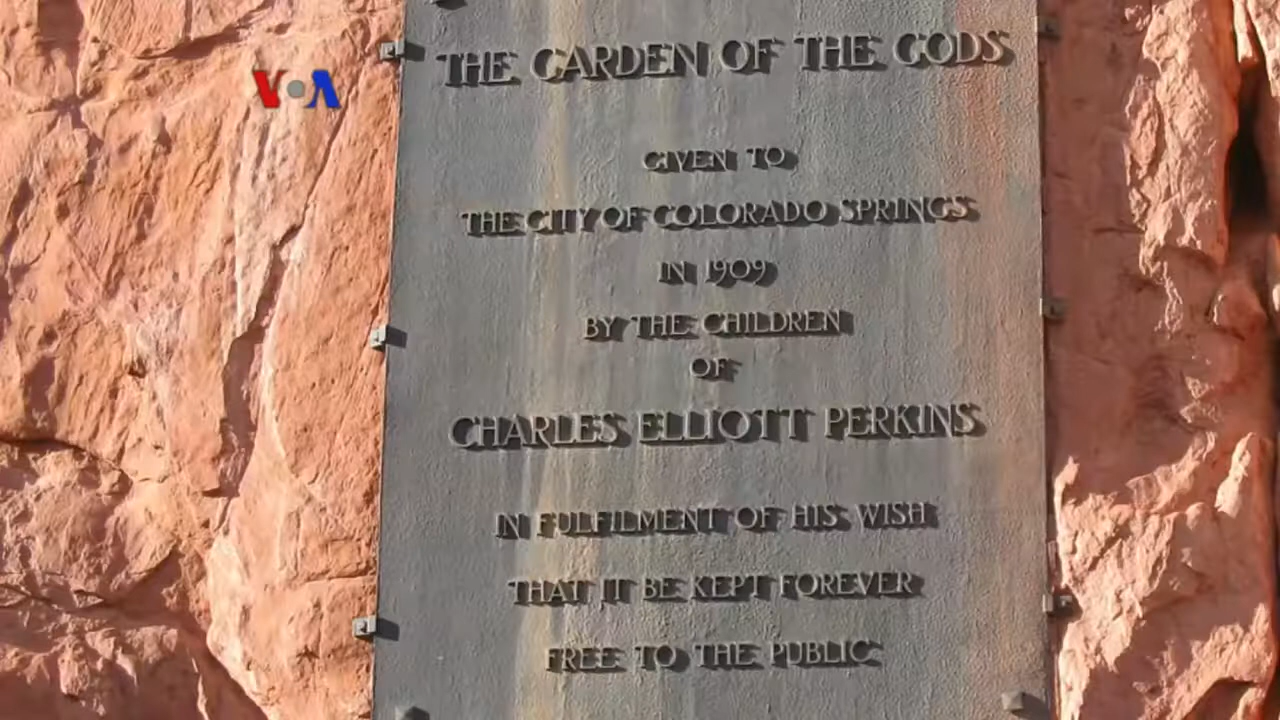 VOA
THE GARDEN OF THE GODS
GIVEN TO
THE CITY OF COLORADO SPRINGS
IN 1909
BY THE CHILDREN
OF
CHARLES ELLIOTT PERKINS
IN FULFILMENT OF HIS WISH
THAT IT BE KEPT FOREVER
FREE TO THE PUBLIC